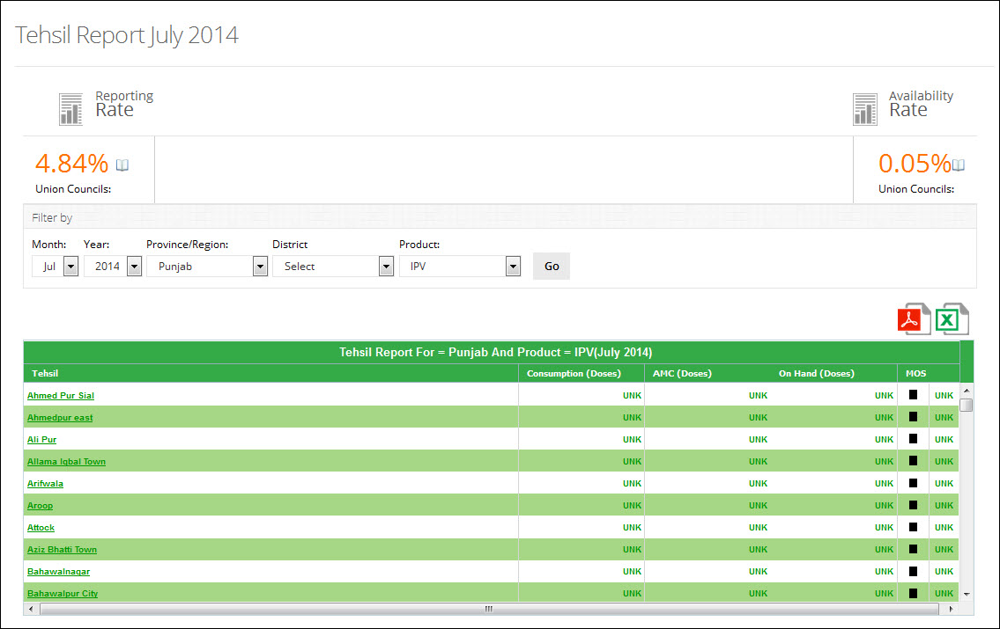 Tehsil Report July 2014
Reporting
Rate
Availability
Rate
4.84%
Union Councils:
0.05%
Union Councils:
Filter by
Month: Year: Province/Region: District Product:
Jul 2014 Punjab Select IPV Go
Tehsil Report For = Punjab And Product = IPV(July 2014)
Tehsil Consumption (Doses) AMC (Doses) On Hand (Doses) MOS
Ahmed Pur Sial UNK UNK UNK UNK
Ahmedpur east UNK UNK UNK UNK
Ali Pur UNK UNK UNK UNK
Allama Iqbal Town UNK UNK UNK UNK
Arifwala UNK UNK UNK UNK
Aroop UNK UNK UNK UNK
Attock UNK UNK UNK UNK
Aziz Bhatti Town UNK UNK UNK UNK
Bahawalnagar UNK UNK UNK UNK
Bahawalpur City UNK UNK UNK UNK